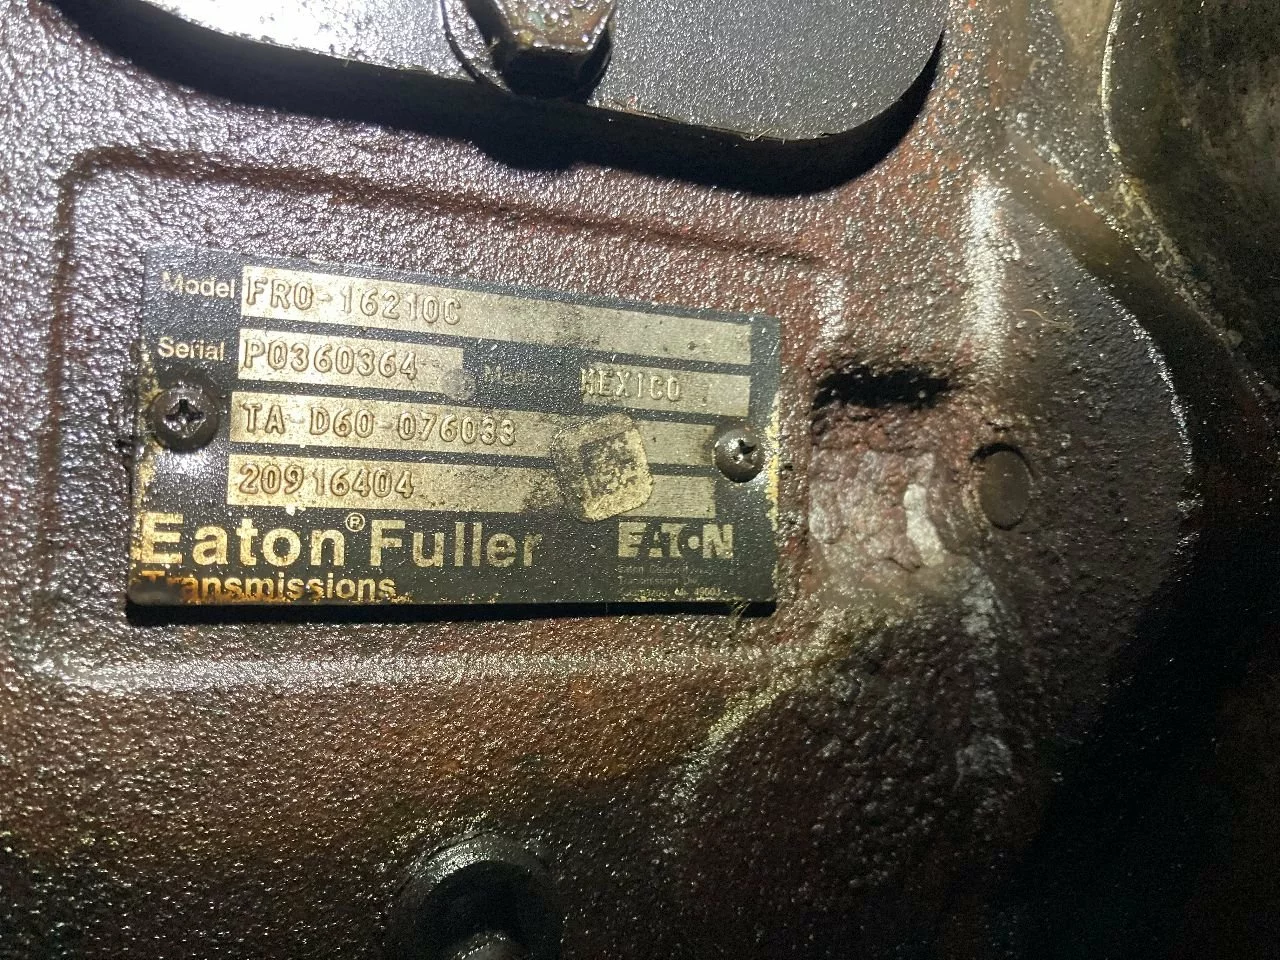 Model FRO-16210C
Serial P0360364 Made MEXICO
TA D60-076033
20916404
Eaton® Fuller EATON
Transmissions